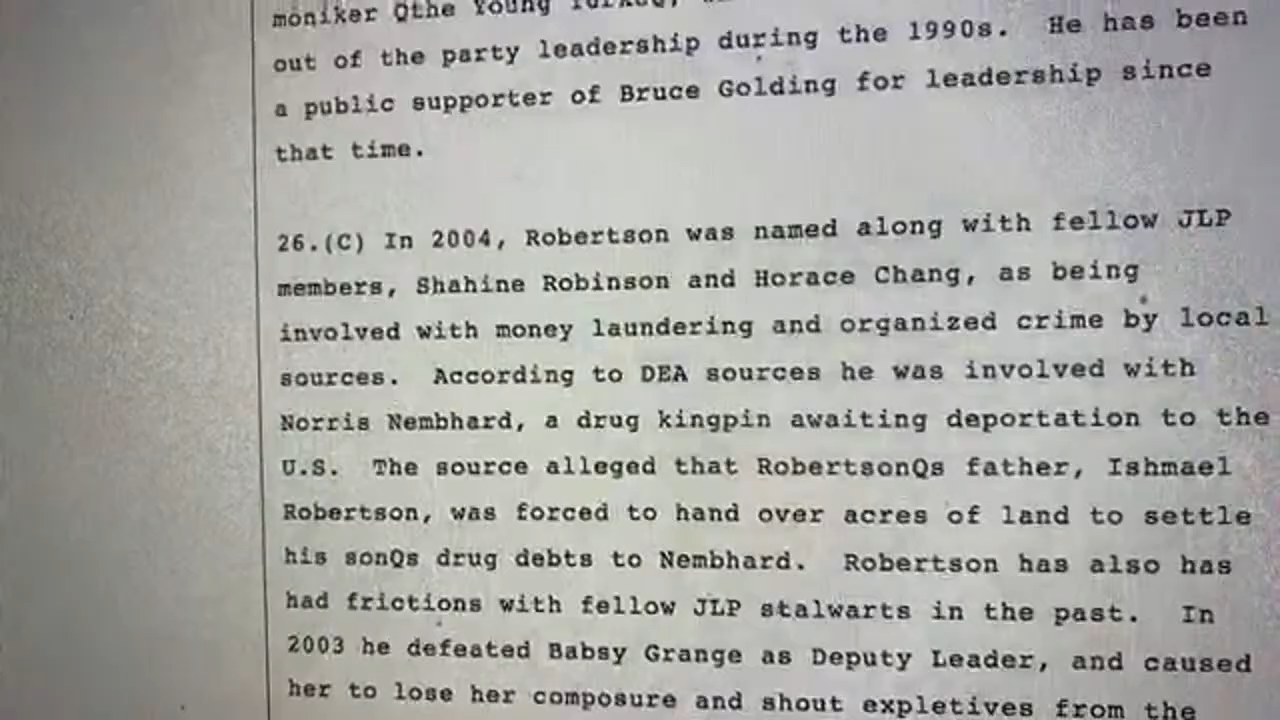 moniker Qthe Young
out of the party leadership during the 1990s.  He has been
a public supporter of Bruce Golding for leadership since
that time.
26.(C) In 2004, Robertson was named along with fellow JLP
members, Shahine Robinson and Horace Chang, as being
involved with money laundering and organized crime by local
sources.  According to DEA sources he was involved with
Norris Nembhard, a drug kingpin awaiting deportation to the
U.S.  The source alleged that RobertsonQs father, Ishmael
Robertson, was forced to hand over acres of land to settle
his sonQs drug debts to Nembhard.  Robertson has also has
had frictions with fellow JLP stalwarts in the past.  In
2003 he defeated Babsy Grange as Deputy Leader, and caused
her to lose her composure and shout expletives from the